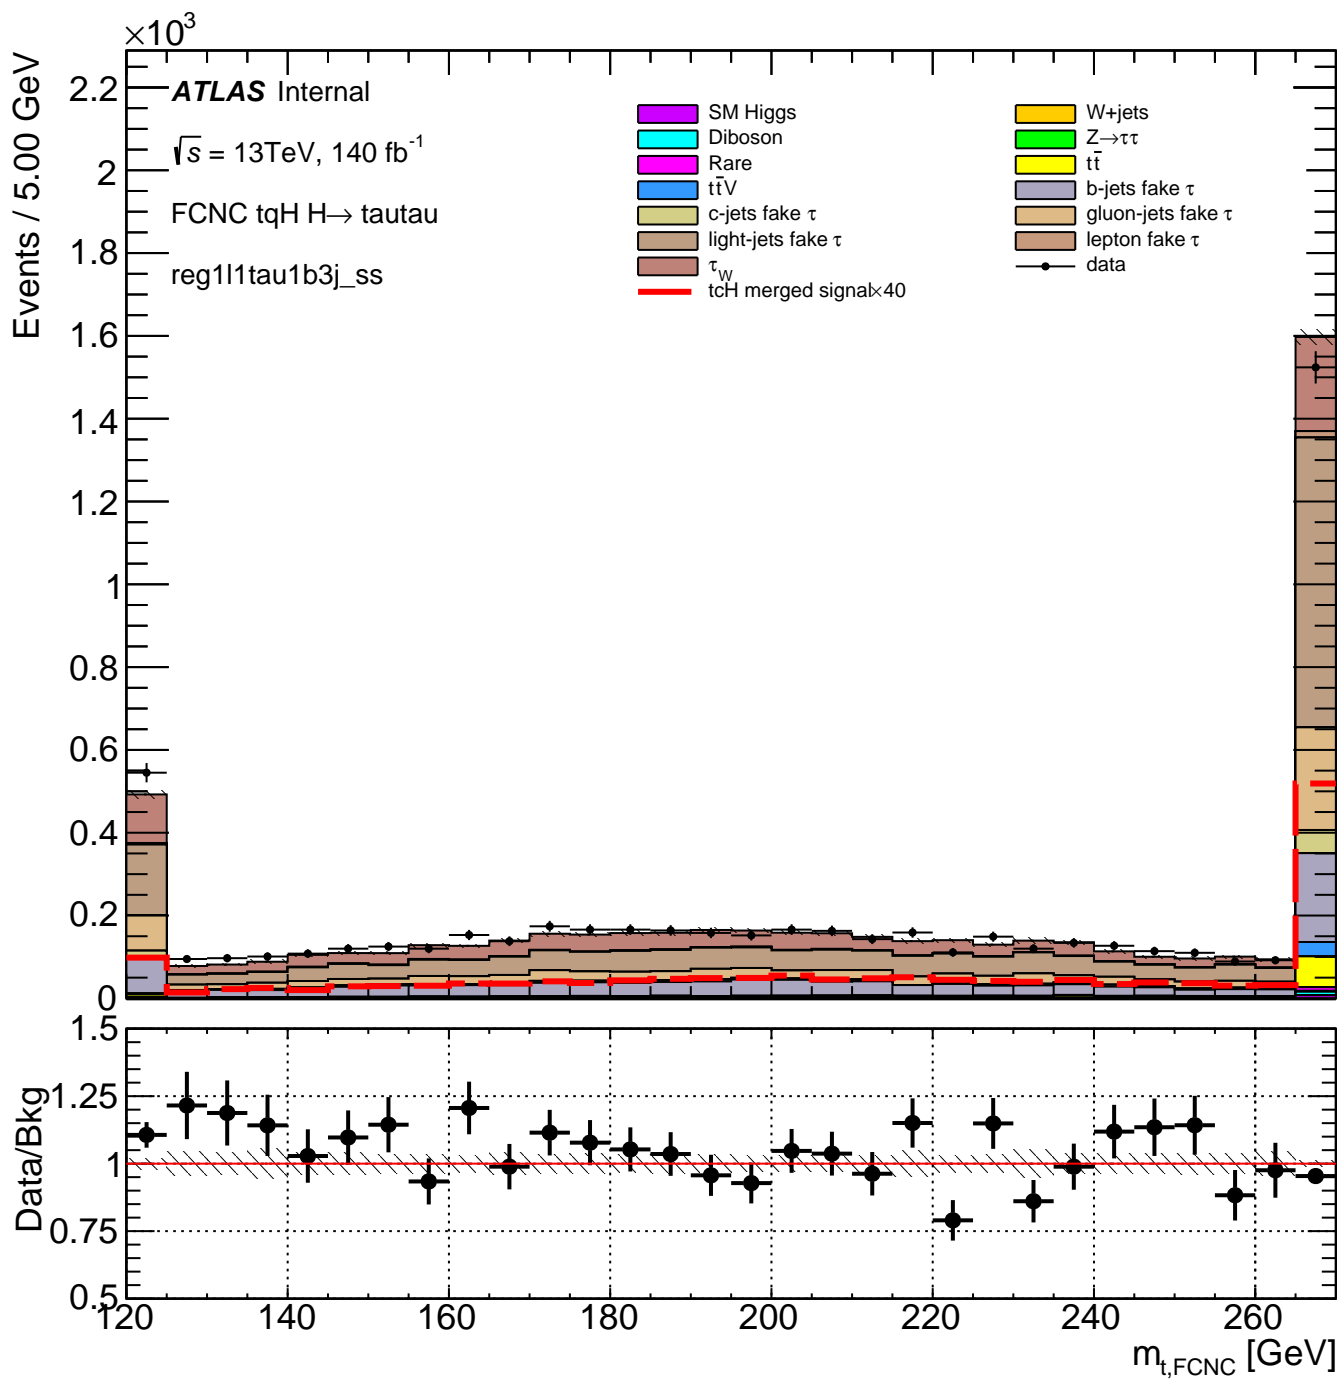 ×10³
Events / 5.00 GeV
2.2
2
1.8
1.6
1.4
1.2
1
0.8
0.6
0.4
0.2
0
ATLAS Internal
√s = 13TeV, 140 fb⁻¹
FCNC tqH H→ tautau
reg1l1tau1b3j_ss
SM Higgs
Diboson
Rare
tt̄V
c-jets fake τ
light-jets fake τ
τ_W
tcH merged signal×40
W+jets
Z→ττ
tt̄
b-jets fake τ
gluon-jets fake τ
lepton fake τ
data
Data/Bkg
1.5
1.25
1
0.75
0.5
120 140 160 180 200 220 240 260
m_t,FCNC [GeV]